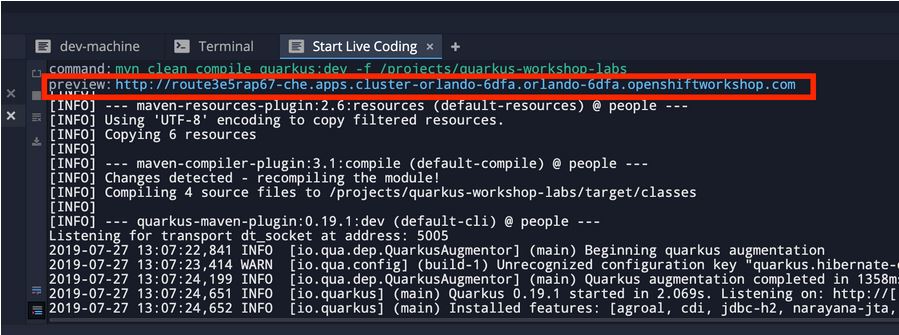 dev-machine Terminal Start Live Coding × +
command: mvn clean compile quarkus:dev -f /projects/quarkus-workshop-labs
preview: http://route3e5rap67-che.apps.cluster-orlando-6dfa.orlando-6dfa.openshiftworkshop.com
[INFO]
[INFO] --- maven-resources-plugin:2.6:resources (default-resources) @ people ---
[INFO] Using 'UTF-8' encoding to copy filtered resources.
[INFO] Copying 6 resources
[INFO]
[INFO] --- maven-compiler-plugin:3.1:compile (default-compile) @ people ---
[INFO] Changes detected - recompiling the module!
[INFO] Compiling 4 source files to /projects/quarkus-workshop-labs/target/classes
[INFO]
[INFO] --- quarkus-maven-plugin:0.19.1:dev (default-cli) @ people ---
Listening for transport dt_socket at address: 5005
2019-07-27 13:07:22,841 INFO [io.qua.dep.QuarkusAugmentor] (main) Beginning quarkus augmentation
2019-07-27 13:07:23,414 WARN [io.qua.config] (build-1) Unrecognized configuration key "quarkus.hibernate-
2019-07-27 13:07:24,199 INFO [io.qua.dep.QuarkusAugmentor] (main) Quarkus augmentation completed in 1358ms
2019-07-27 13:07:24,651 INFO [io.quarkus] (main) Quarkus 0.19.1 started in 2.069s. Listening on: http://[
2019-07-27 13:07:24,652 INFO [io.quarkus] (main) Installed features: [agroal, cdi, jdbc-h2, narayana-jta,